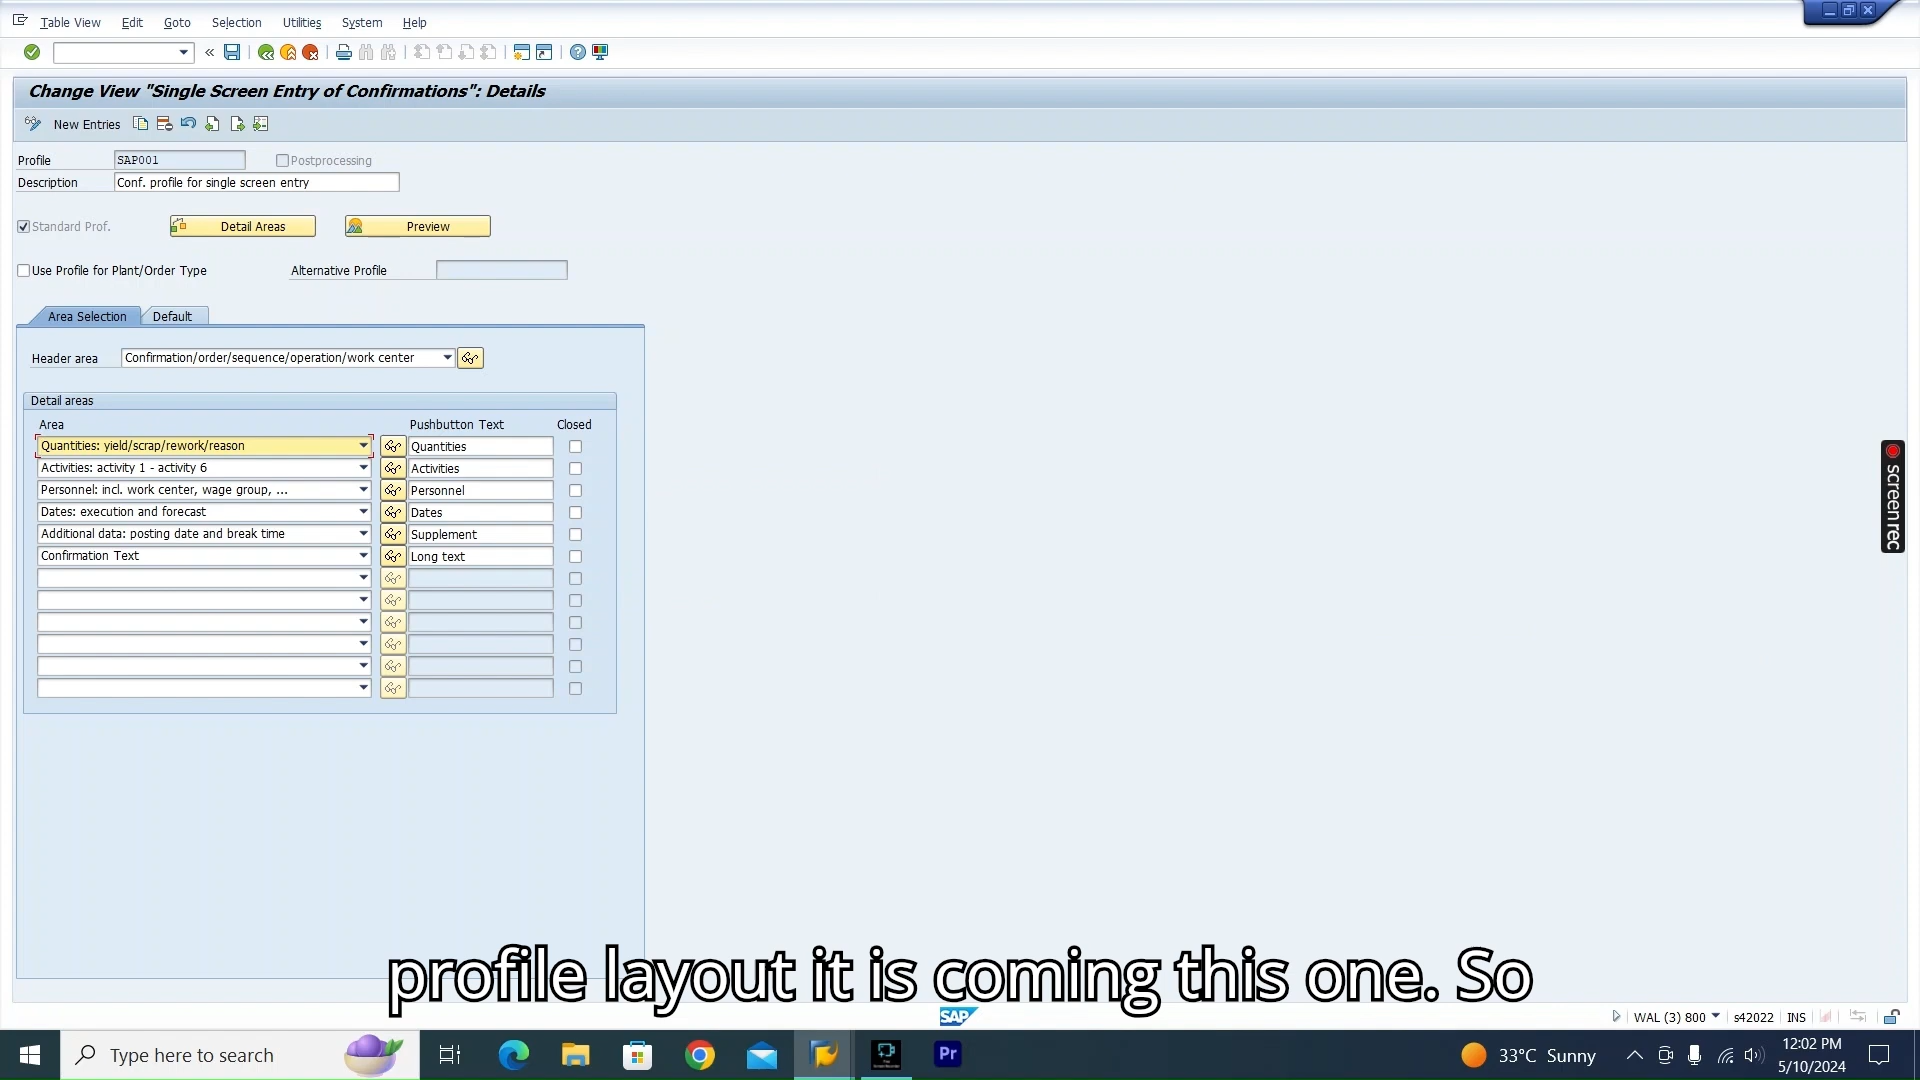 Table View Edit Goto Selection Utilities System Help
Change View "Single Screen Entry of Confirmations": Details
New Entries
Profile SAP001 Postprocessing
Description Conf. profile for single screen entry
Standard Prof. Detail Areas Preview
Use Profile for Plant/Order Type Alternative Profile
Area Selection Default
Header area Confirmation/order/sequence/operation/work center
Detail areas
Area Pushbutton Text Closed
Quantities: yield/scrap/rework/reason Quantities
Activities: activity 1 - activity 6 Activities
Personnel: incl. work center, wage group, ... Personnel
Dates: execution and forecast Dates
Additional data: posting date and break time Supplement
Confirmation Text Long text
screenrec
profile layout it is coming this one. So
SAP WAL (3) 800 s42022 INS
Type here to search Pr 33°C Sunny 12:02 PM
5/10/2024